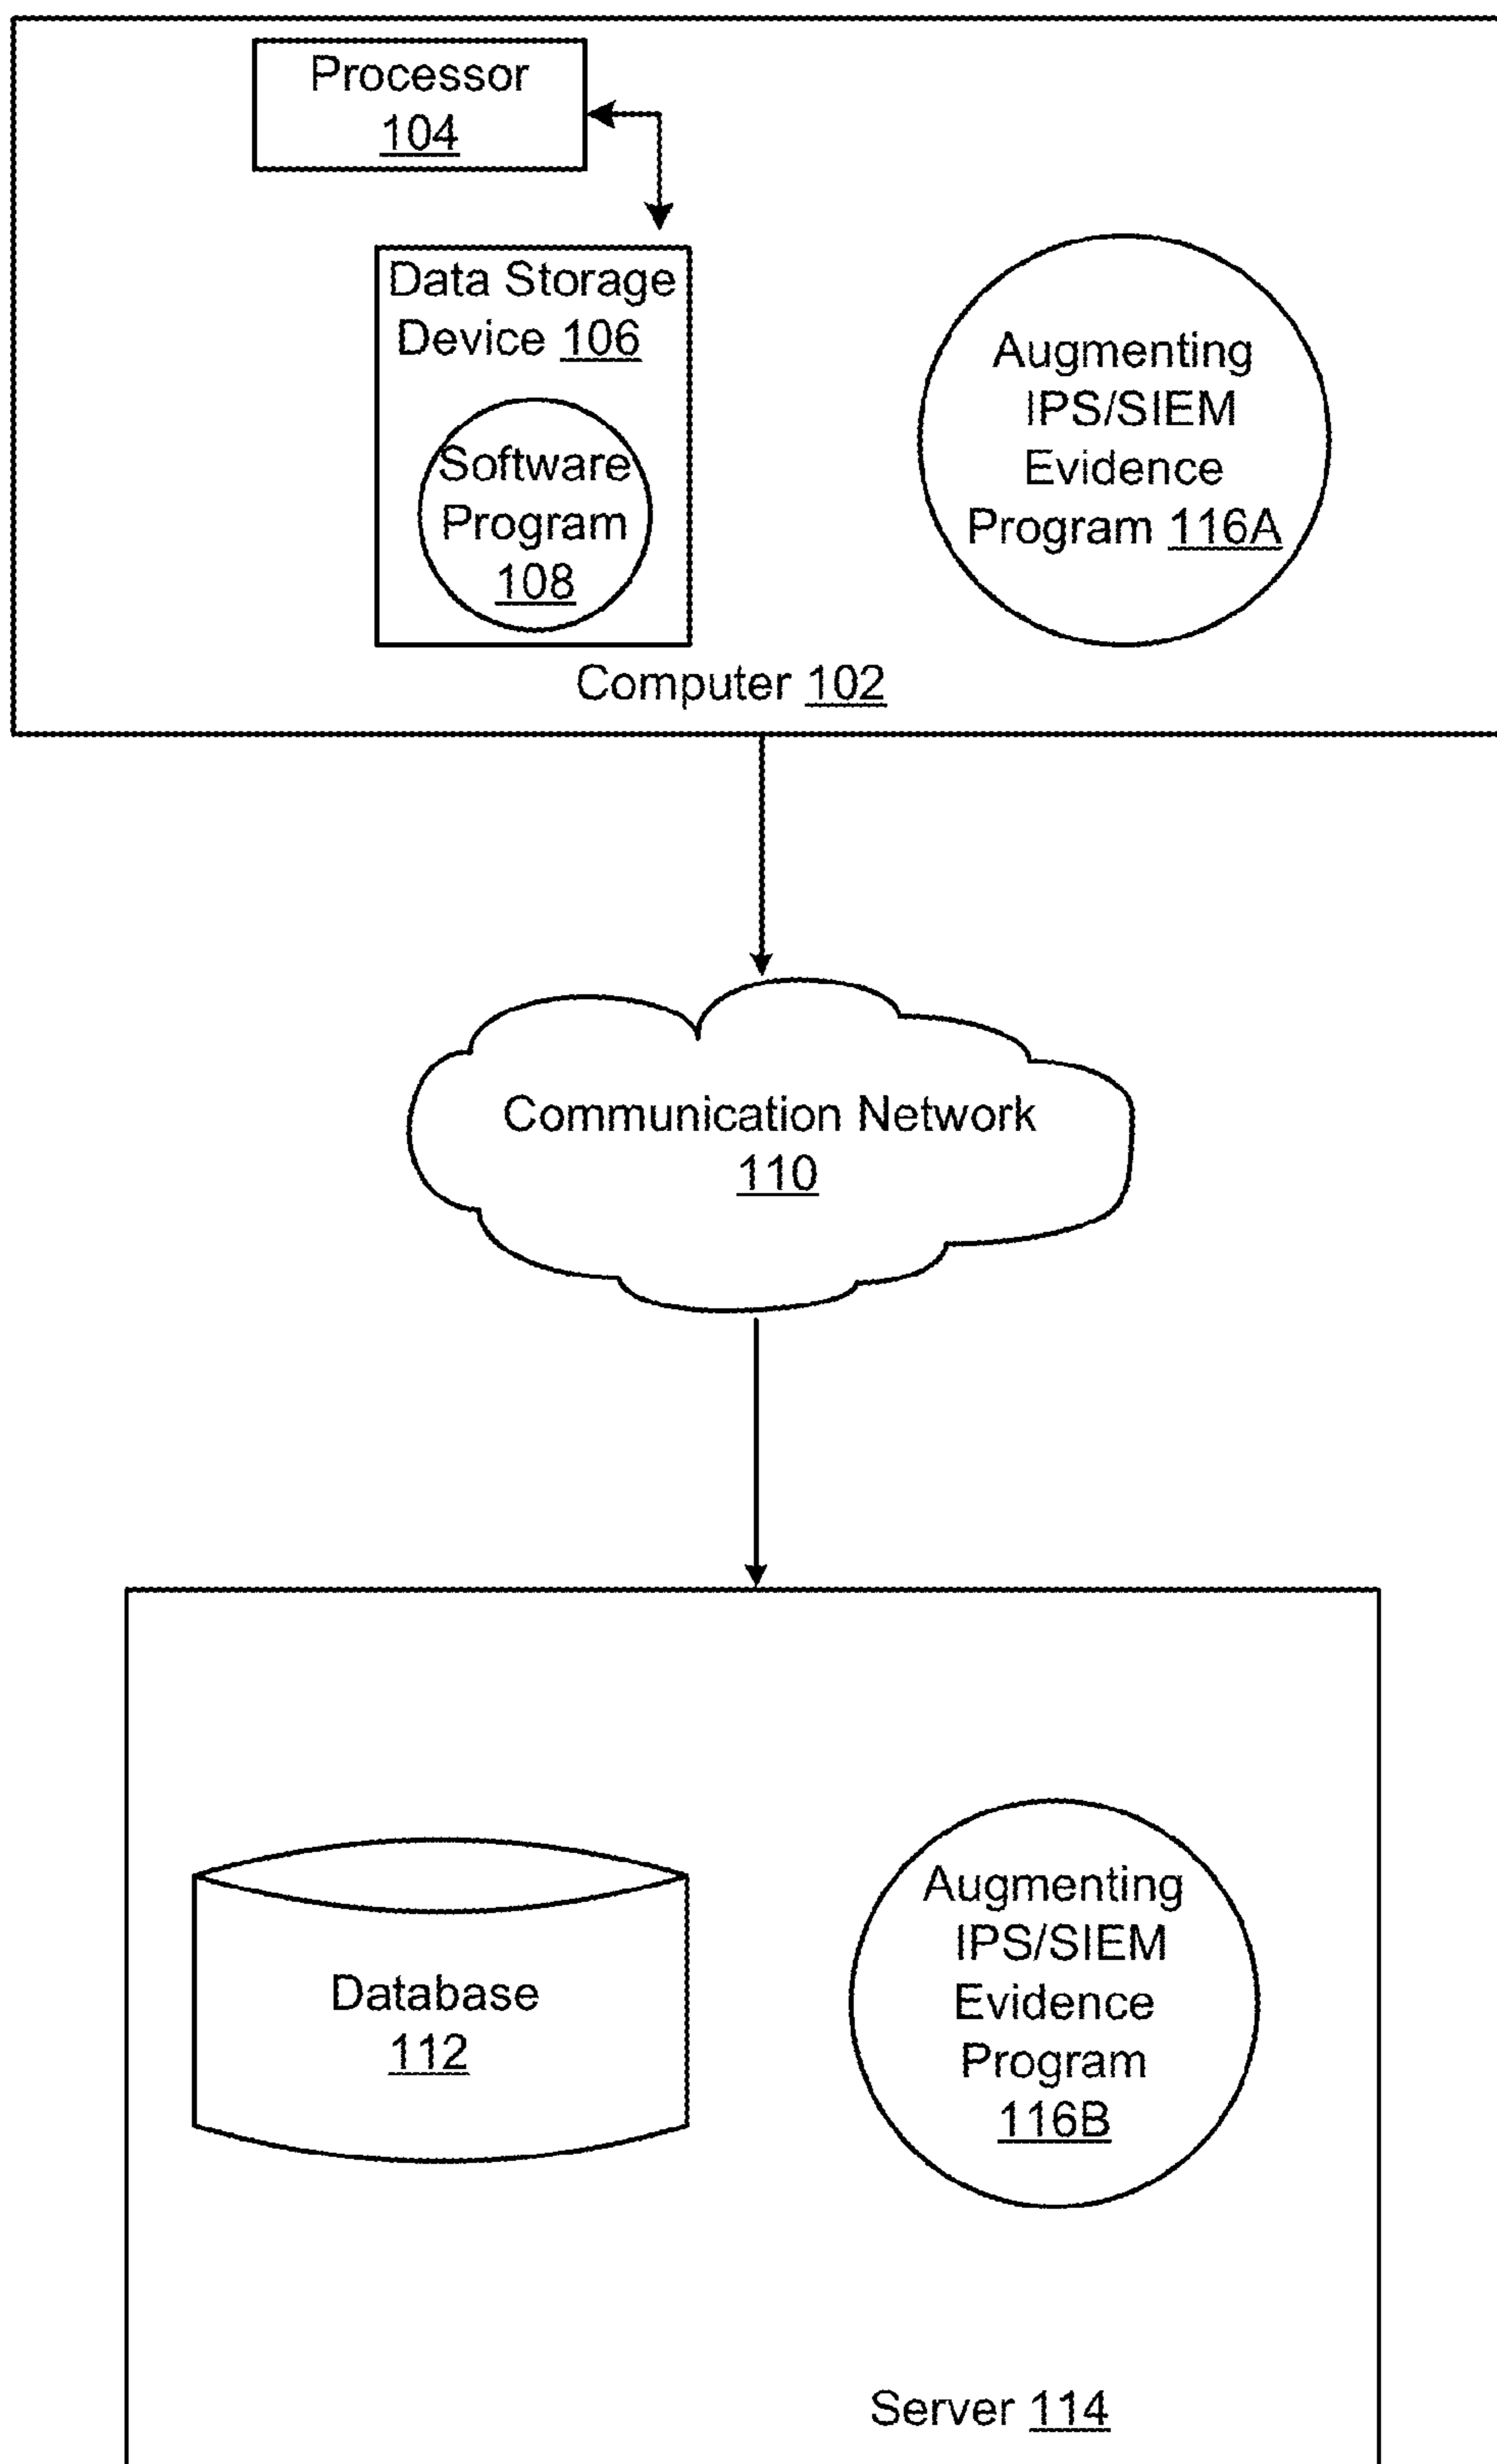 Processor
104
Data Storage
Device 106
Software
Program
108
Augmenting
IPS/SIEM
Evidence
Program 116A
Computer 102
Communication Network
110
Database
112
Augmenting
IPS/SIEM
Evidence
Program
116B
Server 114